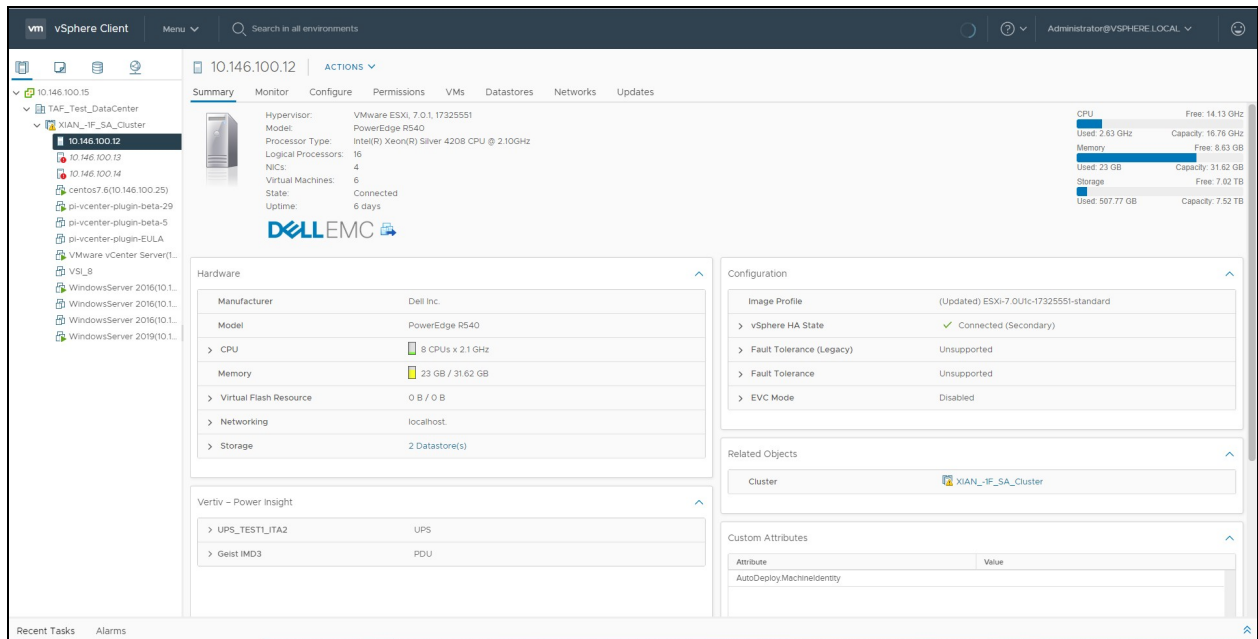 vm vSphere Client Menu Search in all environments Administrator@VSPHERE.LOCAL
10.146.100.15
TAF_Test_DataCenter
XIAN_-1F_SA_Cluster
10.146.100.12
10.146.100.13
10.146.100.14
centos7.6(10.146.100.25)
pi-vcenter-plugin-beta-29
pi-vcenter-plugin-beta-5
pi-vcenter-plugin-EULA
VMware vCenter Server(1...
VSI_8
WindowsServer 2016(10.1...
WindowsServer 2016(10.1...
WindowsServer 2016(10.1...
WindowsServer 2019(10.1...
10.146.100.12 ACTIONS
Summary Monitor Configure Permissions VMs Datastores Networks Updates
Hypervisor: VMware ESXi, 7.0.1, 17325551
Model: PowerEdge R540
Processor Type: Intel(R) Xeon(R) Silver 4208 CPU @ 2.10GHz
Logical Processors: 16
NICs: 4
Virtual Machines: 6
State: Connected
Uptime: 6 days
DELLEMC
CPU Free: 14.13 GHz
Used: 2.63 GHz Capacity: 16.76 GHz
Memory Free: 8.63 GB
Used: 23 GB Capacity: 31.62 GB
Storage Free: 7.02 TB
Used: 507.77 GB Capacity: 7.52 TB
Hardware
Manufacturer Dell Inc.
Model PowerEdge R540
CPU 8 CPUs x 2.1 GHz
Memory 23 GB / 31.62 GB
Virtual Flash Resource 0 B / 0 B
Networking localhost.
Storage 2 Datastore(s)
Vertiv – Power Insight
UPS_TEST1_ITA2 UPS
Geist IMD3 PDU
Configuration
Image Profile (Updated) ESXi-7.0U1c-17325551-standard
vSphere HA State Connected (Secondary)
Fault Tolerance (Legacy) Unsupported
Fault Tolerance Unsupported
EVC Mode Disabled
Related Objects
Cluster XIAN_-1F_SA_Cluster
Custom Attributes
Attribute Value
AutoDeploy.MachineIdentity
Recent Tasks Alarms